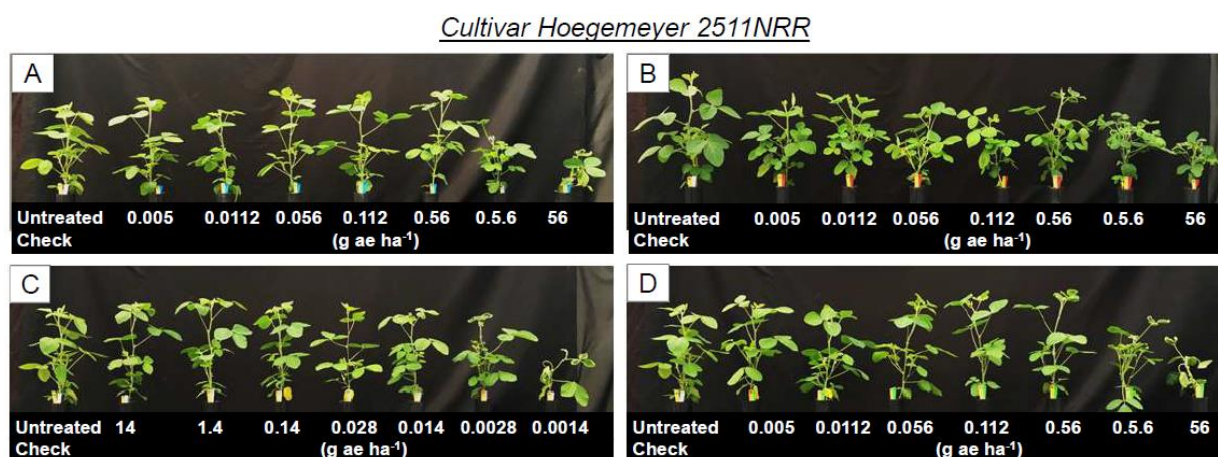 Cultivar Hoegemeyer 2511NRR
A
Untreated Check 0.005 0.0112 0.056 0.112 0.56 0.5.6 56
(g ae ha⁻¹)
B
Untreated Check 0.005 0.0112 0.056 0.112 0.56 0.5.6 56
(g ae ha⁻¹)
C
Untreated Check 14 1.4 0.14 0.028 0.014 0.0028 0.0014
(g ae ha⁻¹)
D
Untreated Check 0.005 0.0112 0.056 0.112 0.56 0.5.6 56
(g ae ha⁻¹)